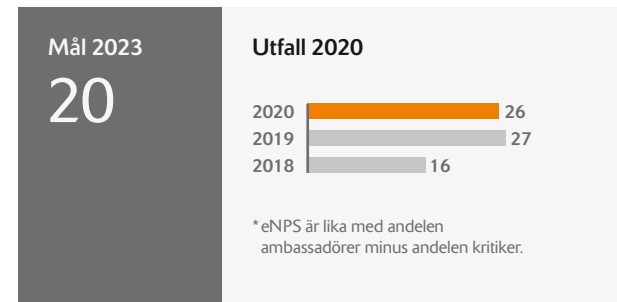 Mål 2023
20
Utfall 2020
2020 26
2019 27
2018 16
* eNPS är lika med andelen
ambassadörer minus andelen kritiker.